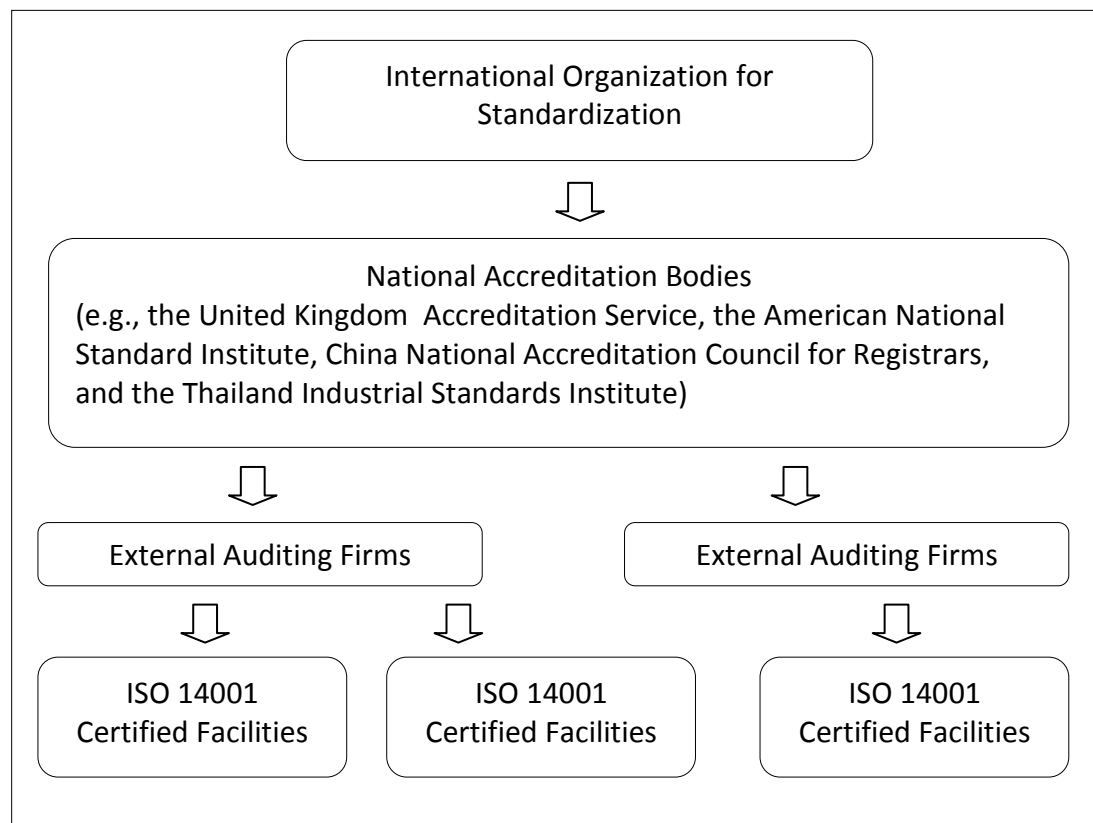 International Organization for
Standardization
National Accreditation Bodies
(e.g., the United Kingdom  Accreditation Service, the American National
Standard Institute, China National Accreditation Council for Registrars,
and the Thailand Industrial Standards Institute)
External Auditing Firms
External Auditing Firms
ISO 14001
Certified Facilities
ISO 14001
Certified Facilities
ISO 14001
Certified Facilities